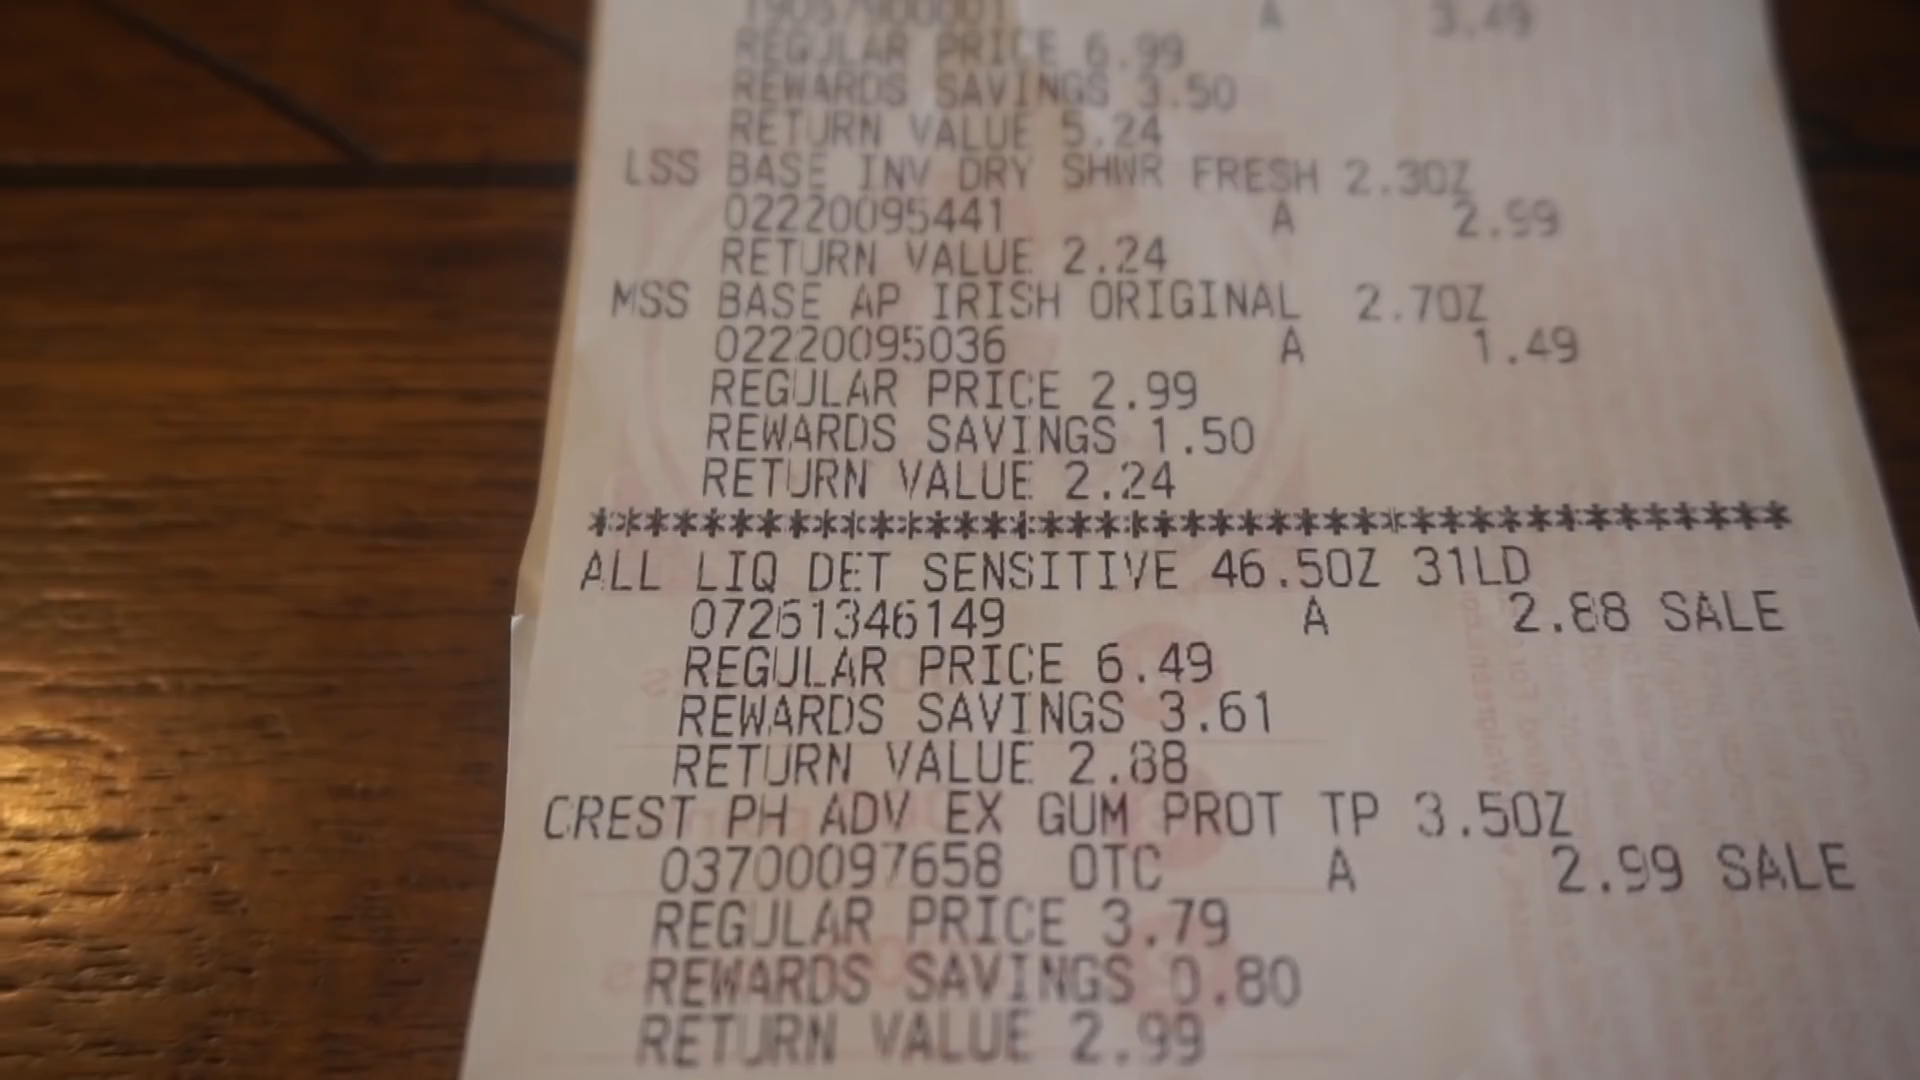 A 3.49
REGULAR PRICE 6.99
REWARDS SAVINGS 3.50
RETURN VALUE 5.24
LSS BASE INV DRY SHWR FRESH 2.3OZ
02220095441 A 2.99
RETURN VALUE 2.24
MSS BASE AP IRISH ORIGINAL 2.7OZ
02220095036 A 1.49
REGULAR PRICE 2.99
REWARDS SAVINGS 1.50
RETURN VALUE 2.24
******************************************
ALL LIQ DET SENSITIVE 46.5OZ 31LD
07261346149 A 2.88 SALE
REGULAR PRICE 6.49
REWARDS SAVINGS 3.61
RETURN VALUE 2.88
CREST PH ADV EX GUM PROT TP 3.5OZ
03700097658 OTC A 2.99 SALE
REGULAR PRICE 3.79
REWARDS SAVINGS 0.80
RETURN VALUE 2.99